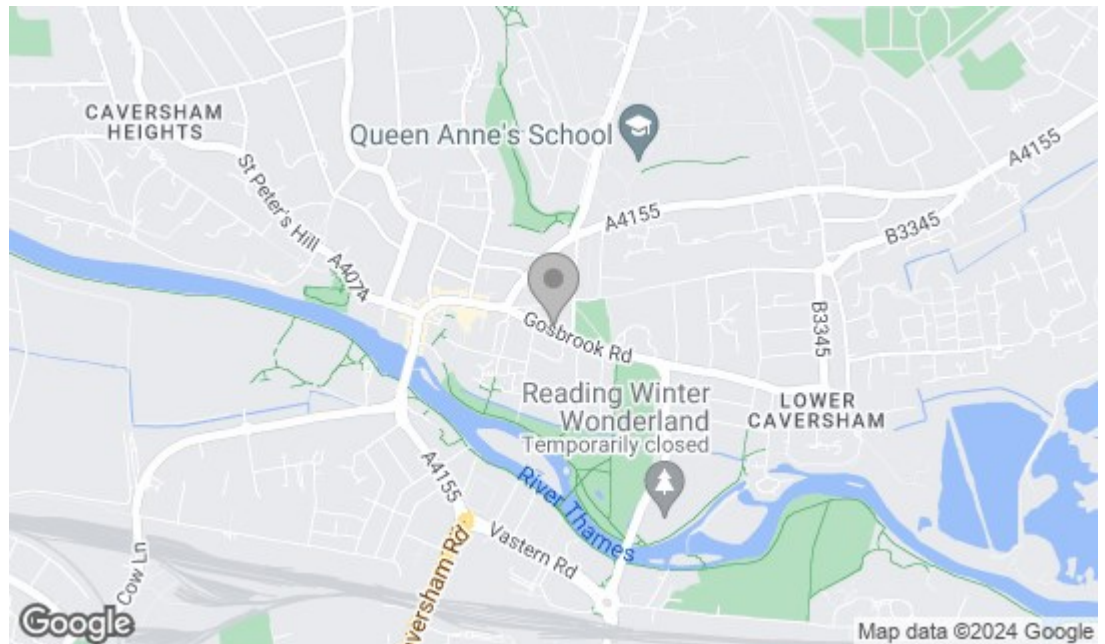 CAVERSHAM
HEIGHTS
Queen Anne's School
A4155
St Peter's Hill
A4155
B3345
A4074
Gosbrook Rd
B3345
Reading Winter
Wonderland
Temporarily closed
LOWER
CAVERSHAM
A4155
River Thames
Vastern Rd
Cow Ln
aversham Rd
Google
Map data ©2024 Google